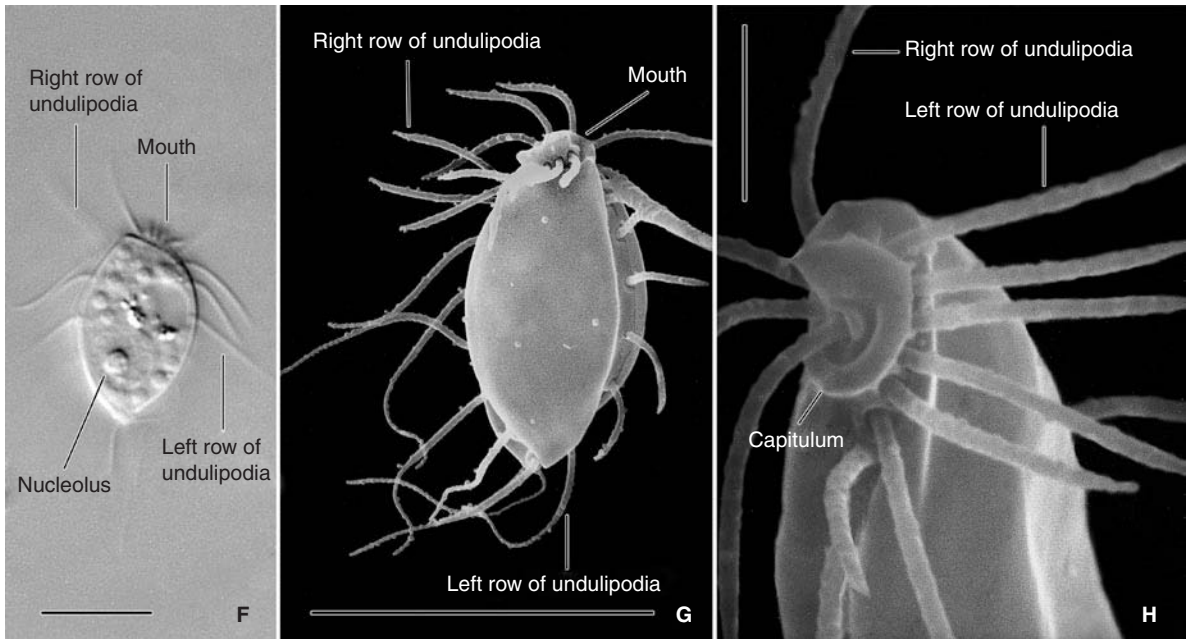 Right row of
undulipodia
Mouth
Nucleolus
Left row of
undulipodia
F
Right row of undulipodia
Mouth
Left row of undulipodia
G
Right row of undulipodia
Left row of undulipodia
Capitulum
H